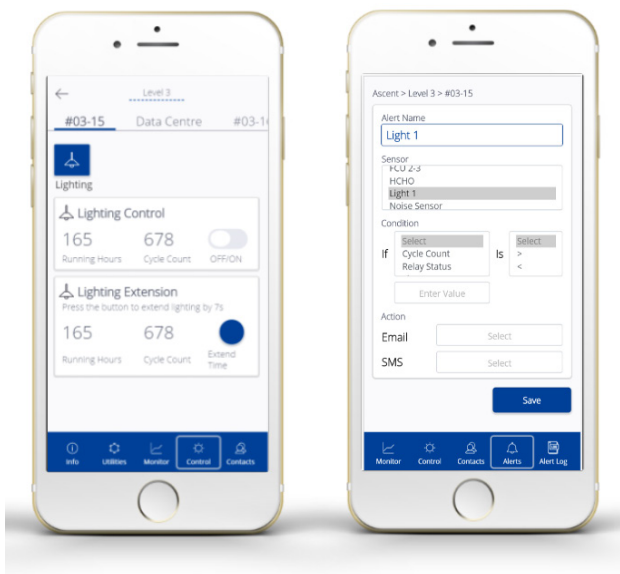 Level 3
#03-15 Data Centre #03-1
Lighting
Lighting Control
165 678
Running Hours Cycle Count OFF/ON
Lighting Extension
Press the button to extend lighting by 7s
165 678
Running Hours Cycle Count Extend Time
Info Utilities Monitor Control Contacts
Ascent > Level 3 > #03-15
Alert Name
Light 1
Sensor
FCU 2-3
HCHO
Light 1
Noise Sensor
Condition
If Select Is Select
Cycle Count >
Relay Status <
Enter Value
Action
Email Select
SMS Select
Save
Monitor Control Contacts Alerts Alert Log